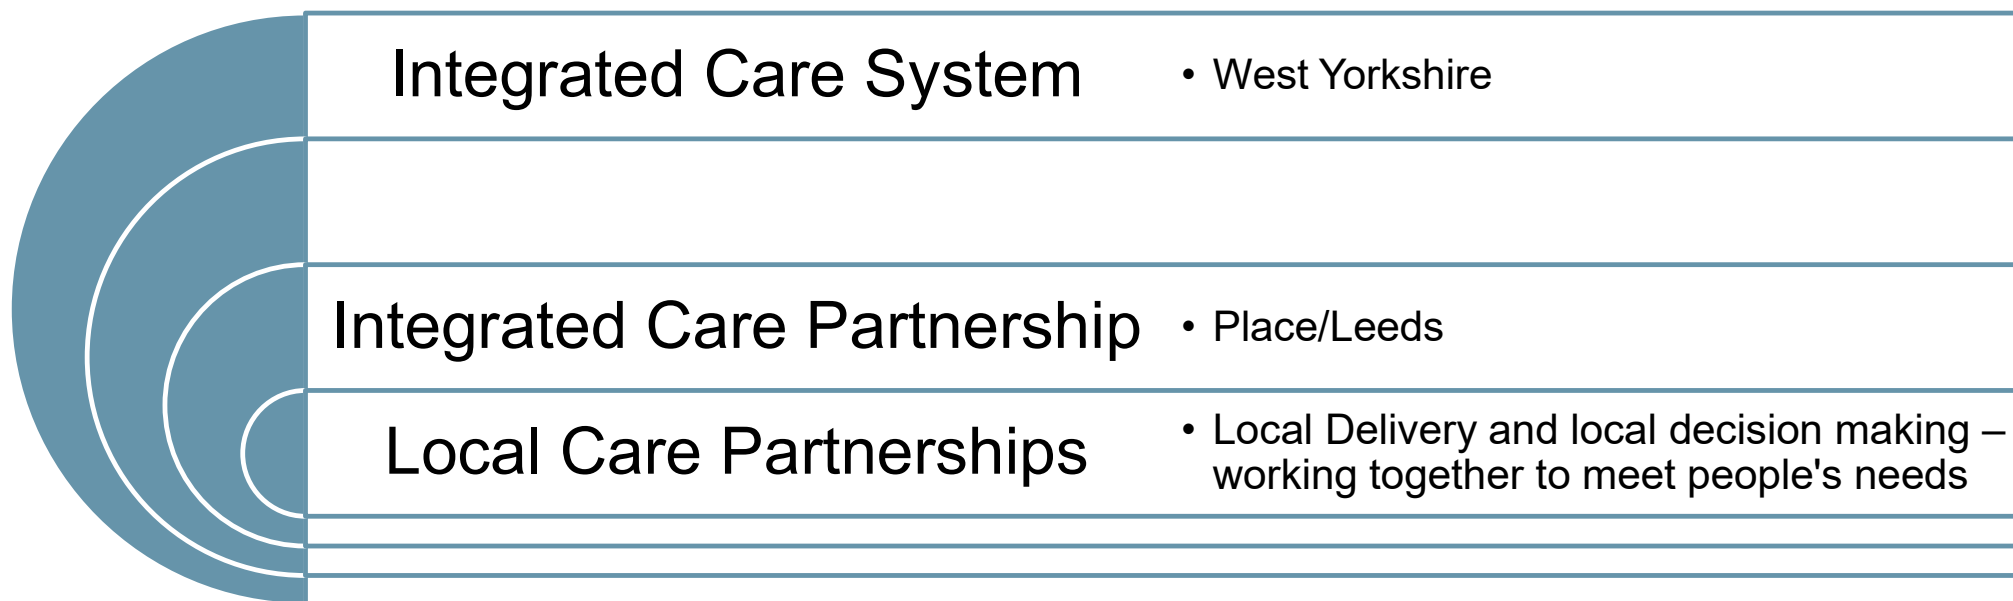 Integrated Care System
• West Yorkshire
Integrated Care Partnership
• Place/Leeds
Local Care Partnerships
• Local Delivery and local decision making –
working together to meet people's needs